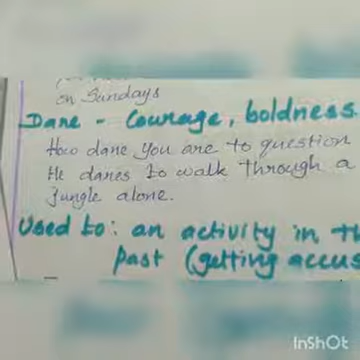 on Sundays
Dare - Courage, boldness.
How dare you are to question
He dares to walk through a
jungle alone.
Used to: an activity in th
past (getting accus
InShOt